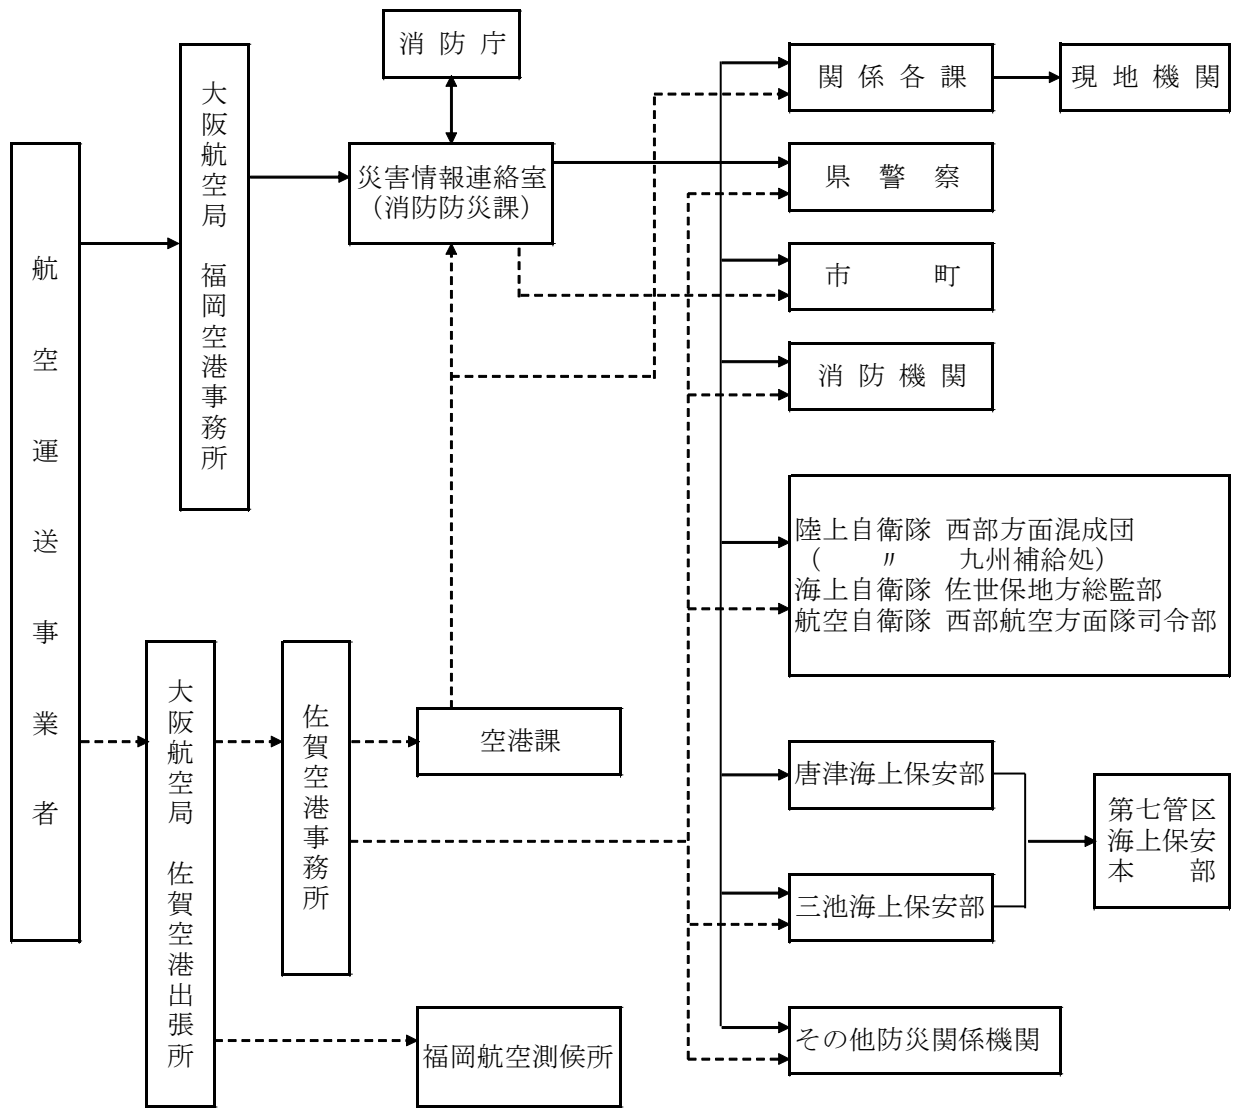 消防庁
関係各課
現地機関
大阪航空局　福岡空港事務所
災害情報連絡室
（消防防災課）
県警察
航空運送事業者
市　　　町
消防機関
陸上自衛隊 西部方面混成団
（　　〃　　九州補給処）
海上自衛隊 佐世保地方総監部
航空自衛隊 西部航空方面隊司令部
大阪航空局　佐賀空港出張所
佐賀空港事務所
空港課
唐津海上保安部
第七管区
海上保安
本　　部
三池海上保安部
福岡航空測候所
その他防災関係機関